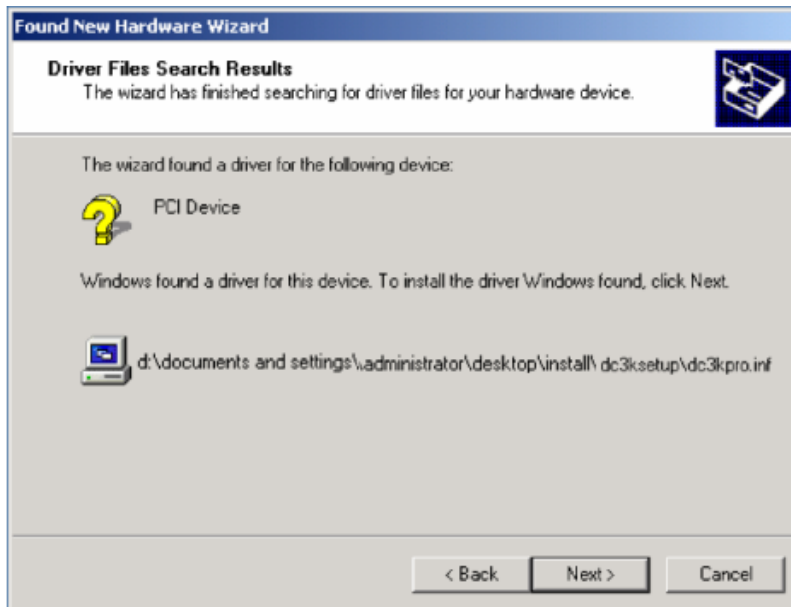 Found New Hardware Wizard
Driver Files Search Results
The wizard has finished searching for driver files for your hardware device.
The wizard found a driver for the following device:
PCI Device
Windows found a driver for this device. To install the driver Windows found, click Next.
d:\documents and settings\.administrator\desktop\install\ dc3ksetup\dc3kpro.inf
< Back
Next >
Cancel